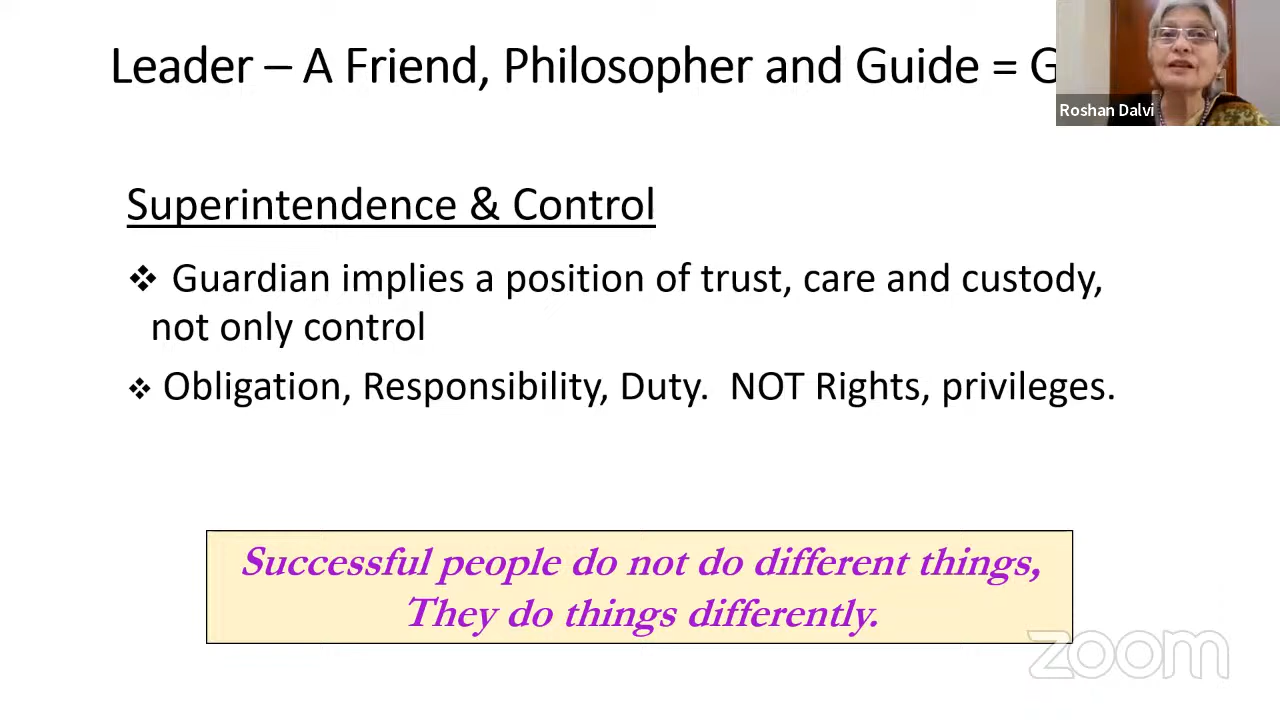 Leader – A Friend, Philosopher and Guide =
Roshan Dalvi
Superintendence & Control
❖ Guardian implies a position of trust, care and custody,
not only control
❖ Obligation, Responsibility, Duty. NOT Rights, privileges.
Successful people do not do different things,
They do things differently.
zoom